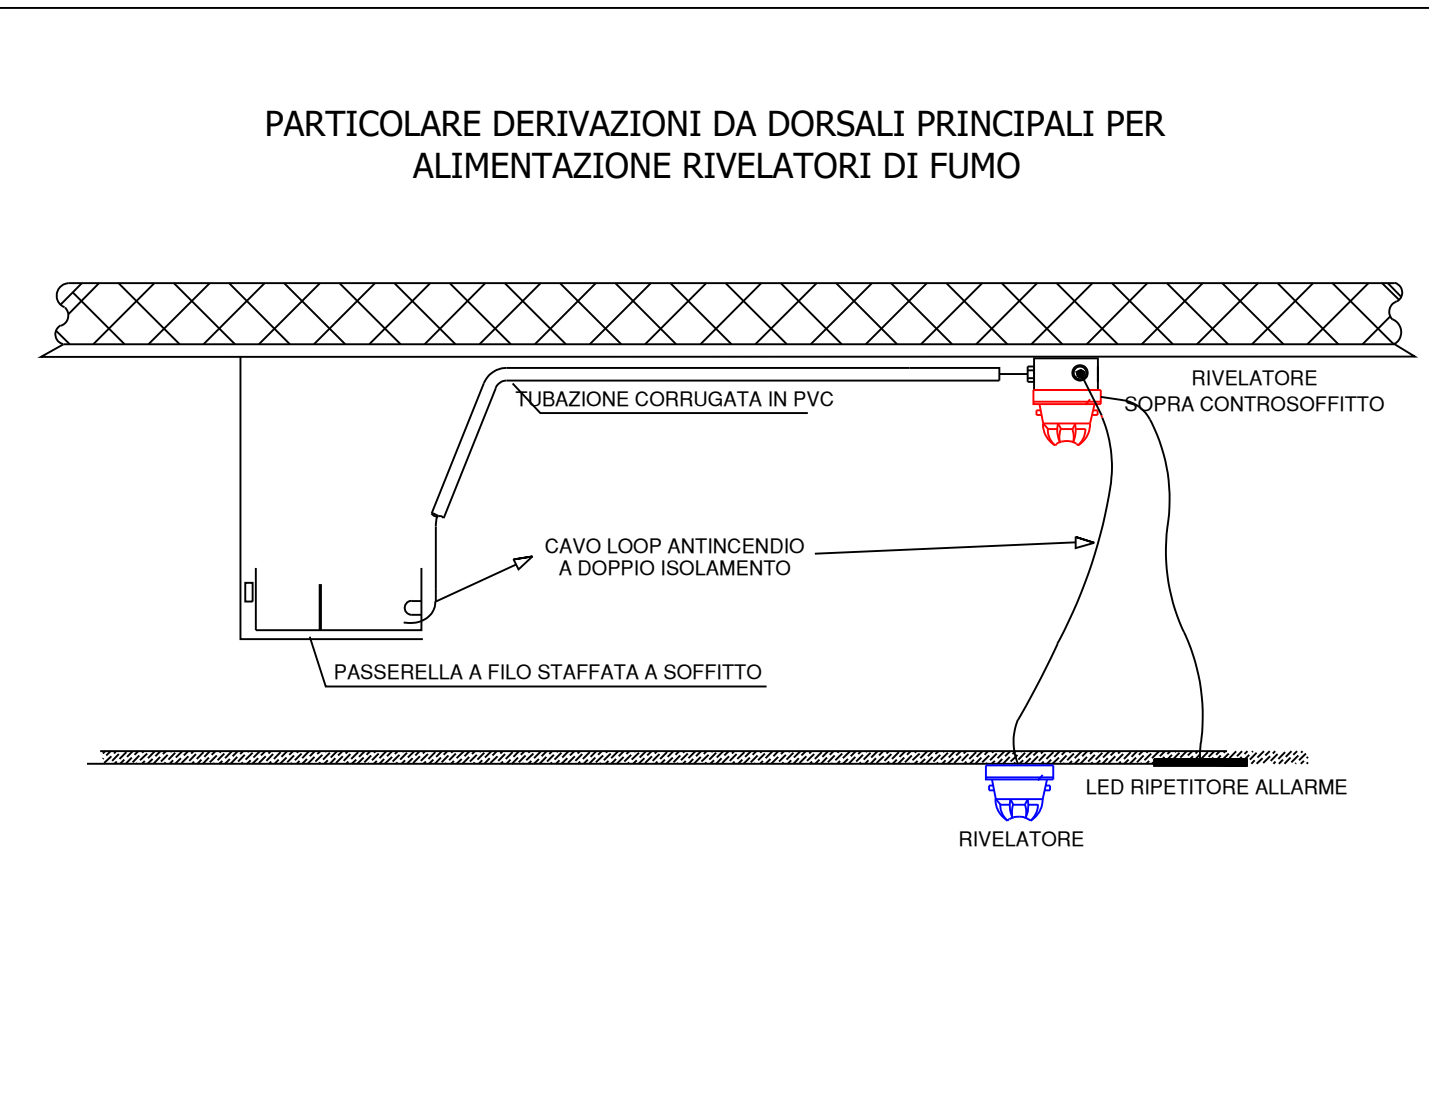 PARTICOLARE DERIVAZIONI DA DORSALI PRINCIPALI PER
ALIMENTAZIONE RIVELATORI DI FUMO
RIVELATORE
SOPRA CONTROSOFFITTO
TUBAZIONE CORRUGATA IN PVC
CAVO LOOP ANTINCENDIO
A DOPPIO ISOLAMENTO
PASSERELLA A FILO STAFFATA A SOFFITTO
LED RIPETITORE ALLARME
RIVELATORE